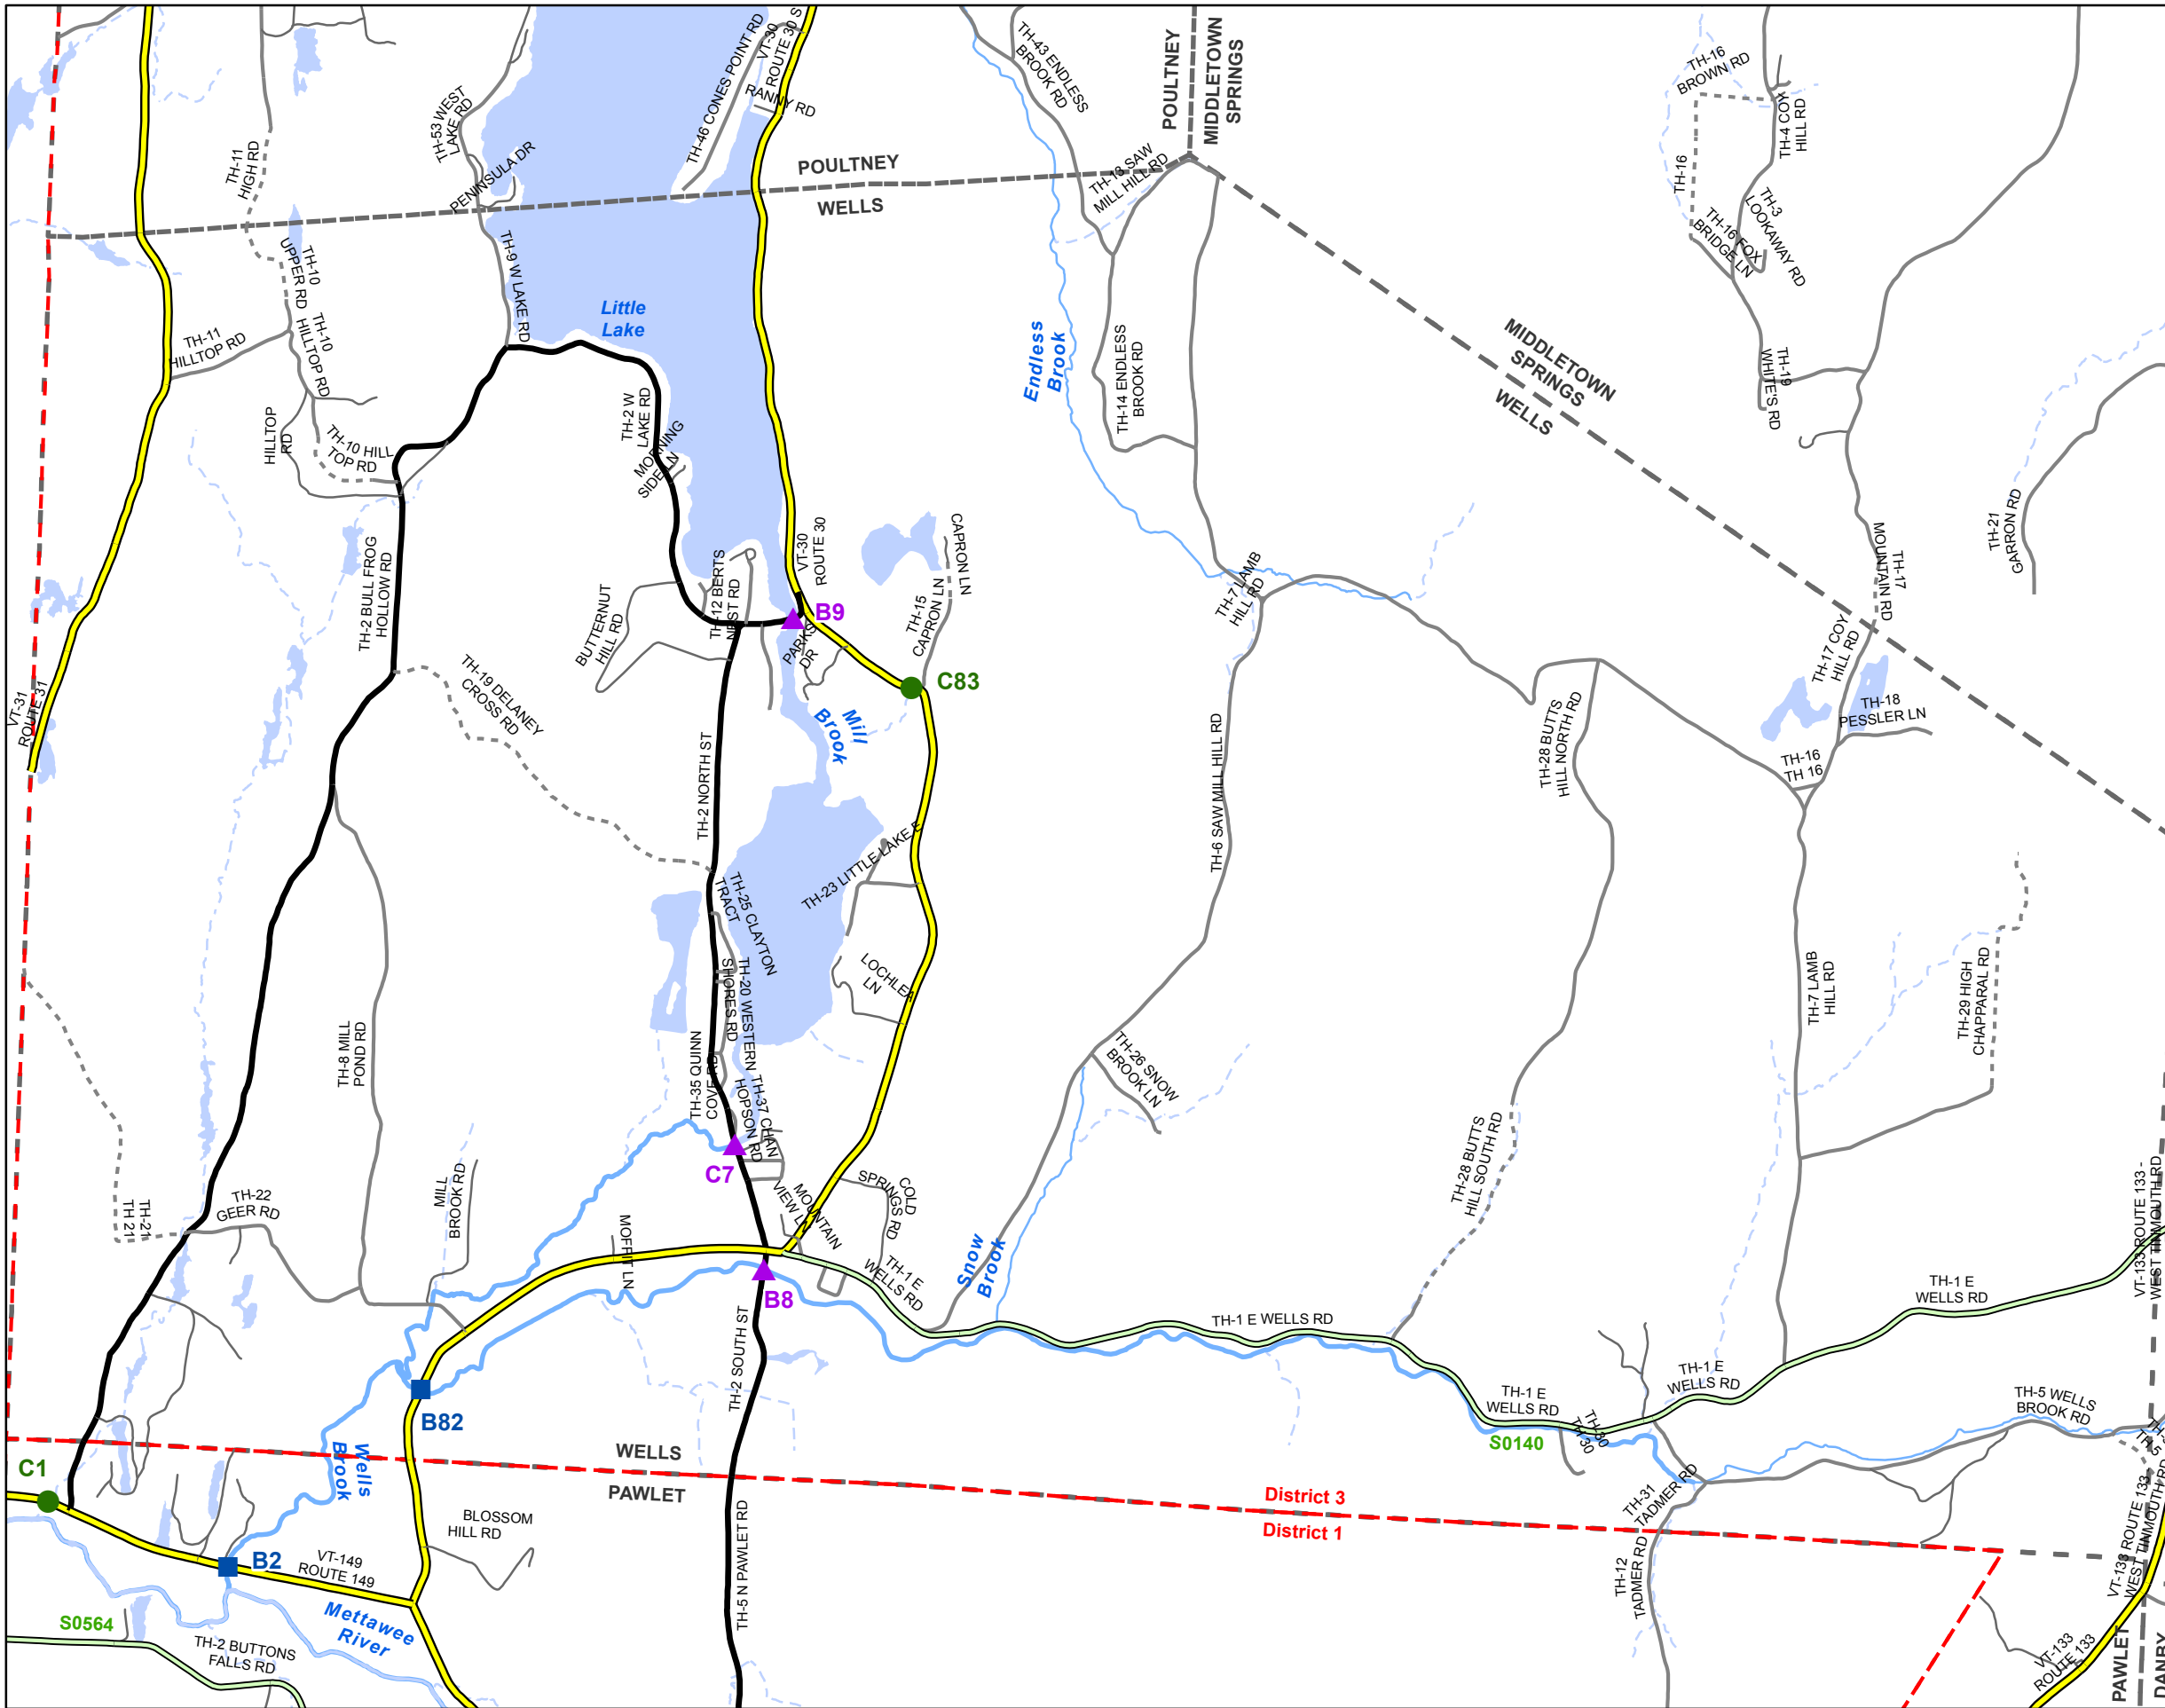 TH-53 WEST
LAKE RD
TH-46 CONES POINT RD
VT-30
ROUTE 30 S
RANNY RD
TH-43 ENDLESS
BROOK RD
POULTNEY
MIDDLETOWN
SPRINGS
TH-16
BROWN RD
TH-4 COY
HILL RD
TH-11
HIGH RD
PENINSULA DR
POULTNEY
WELLS
TH-13 SAW
MILL HILL RD
TH-16
TH-3
LOOKAWAY RD
TH-16 FOX
BRIDGE LN
TH-10
UPPER RD
TH-9 W LAKE RD
Little
Lake
TH-11
HILLTOP RD
TH-10
HILLTOP RD
Endless
Brook
TH-14 ENDLESS
BROOK RD
MIDDLETOWN
SPRINGS
WELLS
TH-19
WHITE'S RD
HILLTOP
RD
TH-10 HILL
TOP RD
TH-2 W
LAKE RD
MORNING
SIDE LN
TH-2 BULL FROG
HOLLOW RD
VT-30
ROUTE 30
CAPRON LN
TH-21
GARRON RD
TH-17
MOUNTAIN RD
BUTTERNUT
HILL RD
TH-12 BERTS
NEST RD
B9
PARKS
DR
TH-15
CAPRON LN
TH-7 LAMB
HILL RD
TH-17 COY
HILL RD
VT-31
ROUTE 31
TH-19 DELANEY
CROSS RD
C83
Mill
Brook
TH-28 BUTTS
HILL NORTH RD
TH-18
PESSLER LN
TH-16
TH 16
TH-2 NORTH ST
TH-6 SAW MILL HILL RD
TH-23 LITTLE LAKE E
TH-25 CLAYTON
TRACT
LOCHLEA
LN
TH-20 WESTERN
SHORES RD
TH-7 LAMB
HILL RD
TH-29 HIGH
CHAPPARAL RD
TH-8 MILL
POND RD
TH-35 QUINN
COVE RD
TH-37 CHAN
HOPSON RD
TH-26 SNOW
BROOK LN
C7
TH-28 BUTTS
HILL SOUTH RD
TH-21
TH 21
TH-22
GEER RD
MILL
BROOK RD
MOFFIT LN
MOUNTAIN
VIEW LN
COLD
SPRINGS RD
VT-133 ROUTE 133 -
WEST TINMOUTH RD
TH-1 E
WELLS RD
Snow
Brook
B8
TH-1 E WELLS RD
TH-1 E
WELLS RD
TH-2 SOUTH ST
TH-1 E
WELLS RD
TH-1 E
WELLS RD
TH-5 WELLS
BROOK RD
B82
S0140
TH-30
TH 30
C1
Wells
Brook
WELLS
PAWLET
District 3
District 1
TH-31
TADMER RD
BLOSSOM
HILL RD
B2
VT-149
ROUTE 149
TH-5 N PAWLET RD
TH-12
TADMER RD
VT-133 ROUTE 133 -
WEST TINMOUTH RD
S0564
Mettawee
River
TH-2 BUTTONS
FALLS RD
VT-133
ROUTE 133
PAWLET
DANBY